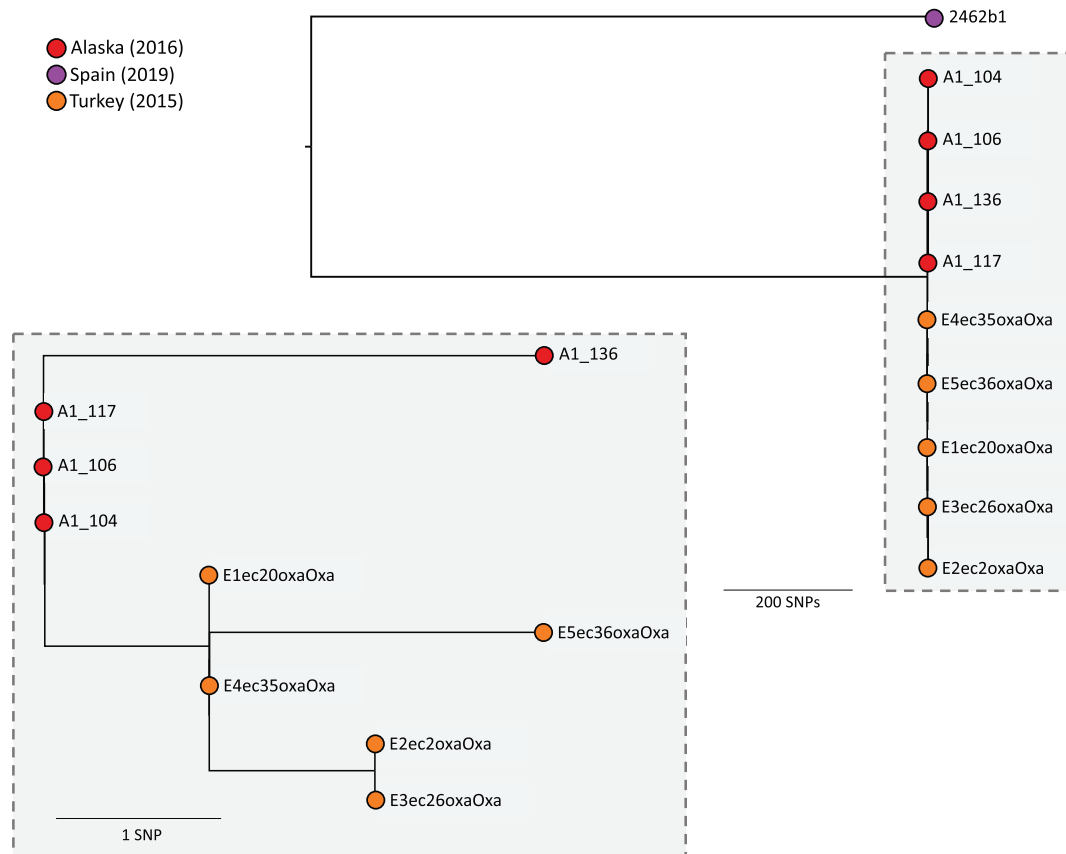 2462b1
Alaska (2016)
Spain (2019)
Turkey (2015)
A1_104
A1_106
A1_136
A1_117
E4ec35oxaOxa
E5ec36oxaOxa
E1ec20oxaOxa
E3ec26oxaOxa
E2ec2oxaOxa
200 SNPs
A1_136
A1_117
A1_106
A1_104
E1ec20oxaOxa
E5ec36oxaOxa
E4ec35oxaOxa
E2ec2oxaOxa
E3ec26oxaOxa
1 SNP